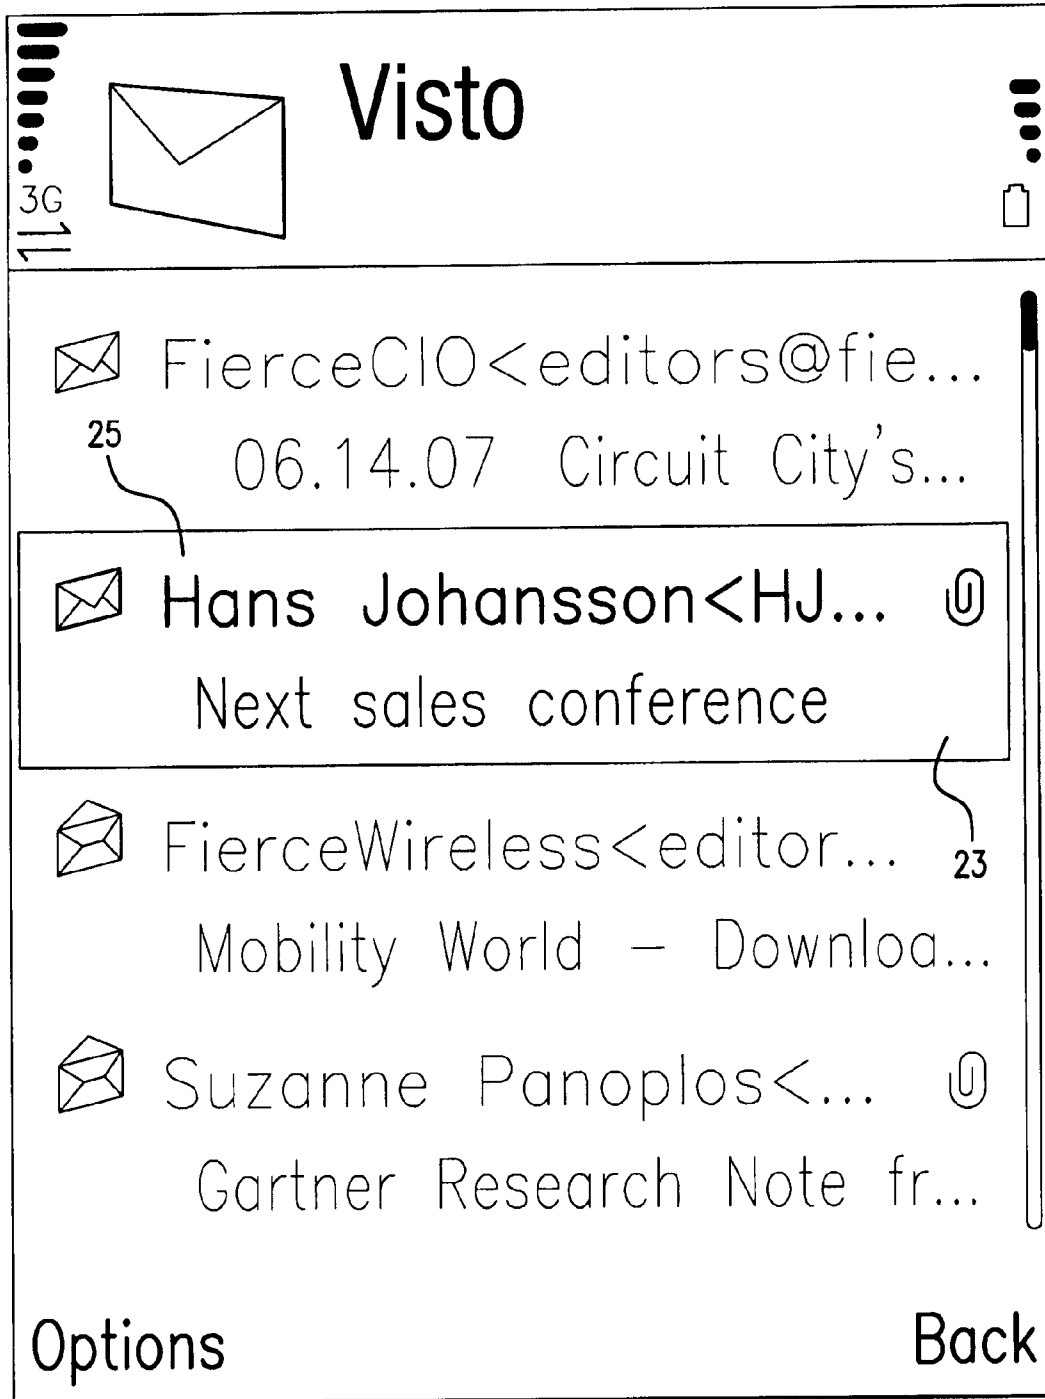 Visto
3G
FierceCIO<editors@fie...
06.14.07 Circuit City's...
25
Hans Johansson<HJ...
Next sales conference
23
FierceWireless<editor...
Mobility World – Downloa...
Suzanne Panoplos<...
Gartner Research Note fr...
Options
Back